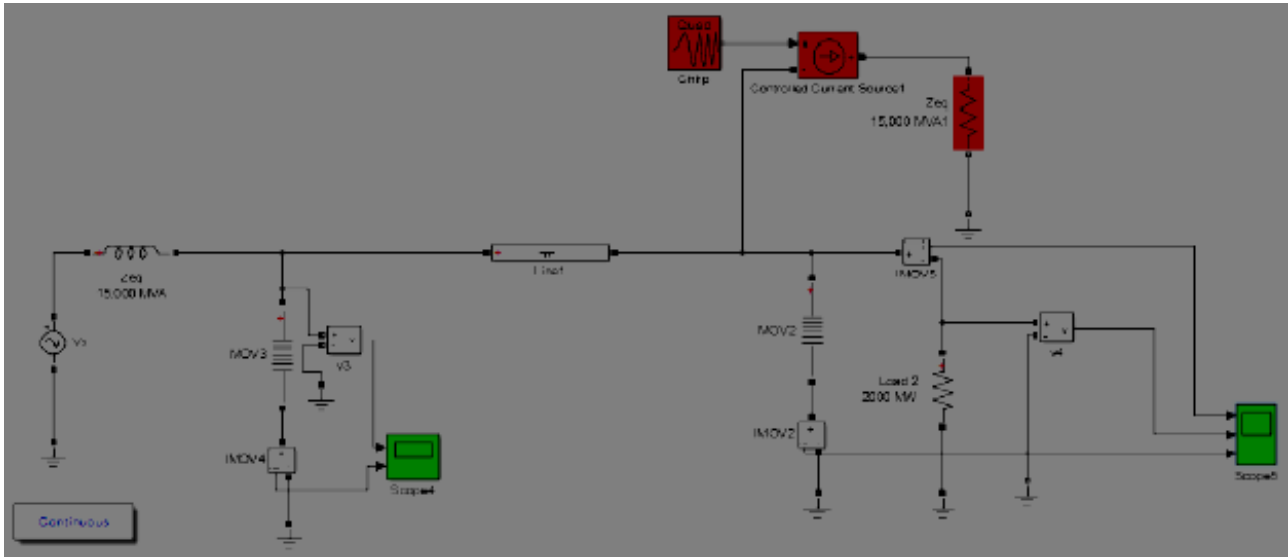 Chirp
Controlled Current Source1
Zeq
15,000 MVA1
Zeq
15,000 MVA
Line1
IMOV5
Vs
MOV3
v3
MOV2
v4
Load 2
2000 MW
IMOV4
Scope4
IMOV2
Scope5
Continuous